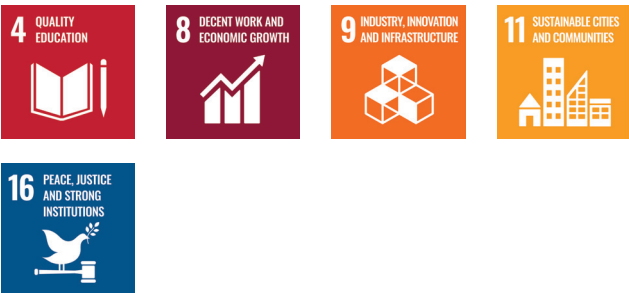 4 QUALITY
EDUCATION
8 DECENT WORK AND
ECONOMIC GROWTH
9 INDUSTRY, INNOVATION
AND INFRASTRUCTURE
11 SUSTAINABLE CITIES
AND COMMUNITIES
16 PEACE, JUSTICE
AND STRONG
INSTITUTIONS